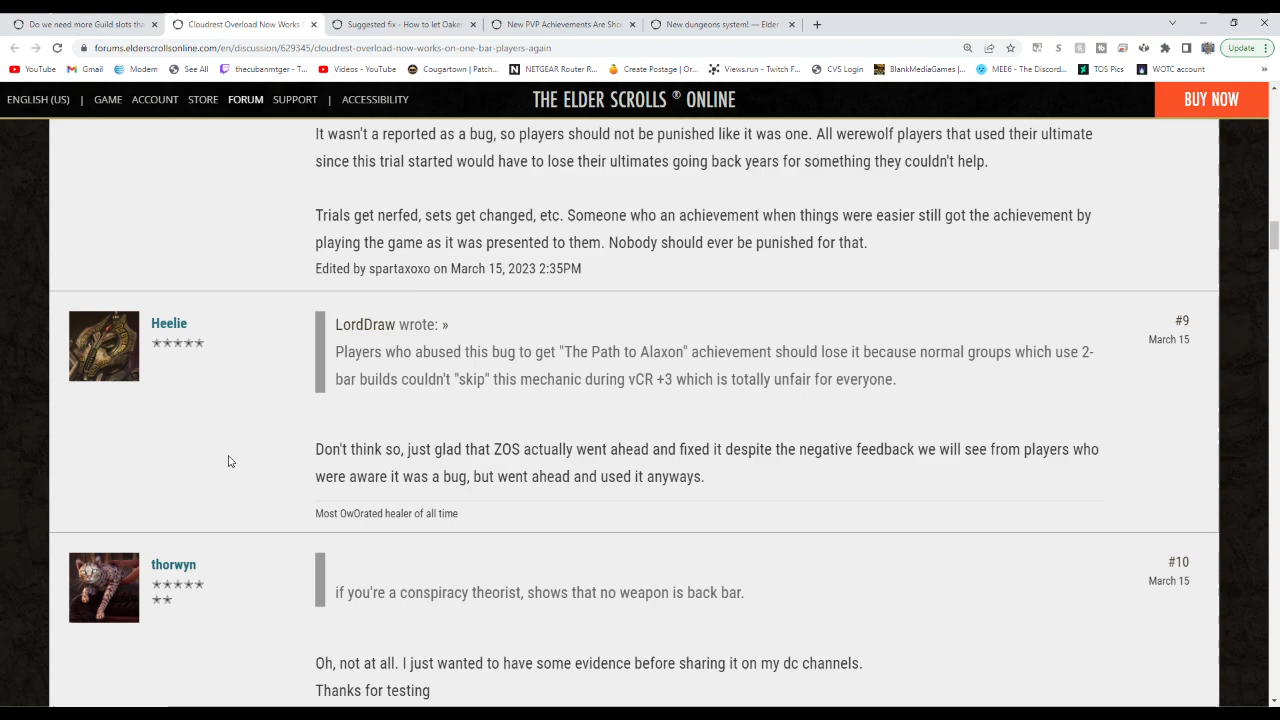 Do we need more Guild slots tha
Cloudrest Overload Now Works O
Suggested fix - How to let Oaken
New PVP Achievements Are Shoc
New dungeons system! — Elder
forums.elderscrollsonline.com/en/discussion/629345/cloudrest-overload-now-works-on-one-bar-players-again
Update
YouTube
Gmail
Modem
See All
thecubanmtger - T...
Videos - YouTube
Cougartown | Patch...
NETGEAR Router R...
Create Postage | Or...
Views.run - Twitch F...
CVS Login
BlankMediaGames |...
MEE6 - The Discord...
TOS Pics
WOTC account
ENGLISH (US) | GAME ACCOUNT STORE FORUM SUPPORT | ACCESSIBILITY
THE ELDER SCROLLS ® ONLINE
BUY NOW
It wasn't a reported as a bug, so players should not be punished like it was one. All werewolf players that used their ultimate
since this trial started would have to lose their ultimates going back years for something they couldn't help.
Trials get nerfed, sets get changed, etc. Someone who an achievement when things were easier still got the achievement by
playing the game as it was presented to them. Nobody should ever be punished for that.
Edited by spartaxoxo on March 15, 2023 2:35PM
Heelie
#9
March 15
LordDraw wrote: »
Players who abused this bug to get "The Path to Alaxon" achievement should lose it because normal groups which use 2-
bar builds couldn't "skip" this mechanic during vCR +3 which is totally unfair for everyone.
Don't think so, just glad that ZOS actually went ahead and fixed it despite the negative feedback we will see from players who
were aware it was a bug, but went ahead and used it anyways.
Most OwOrated healer of all time
thorwyn
#10
March 15
if you're a conspiracy theorist, shows that no weapon is back bar.
Oh, not at all. I just wanted to have some evidence before sharing it on my dc channels.
Thanks for testing